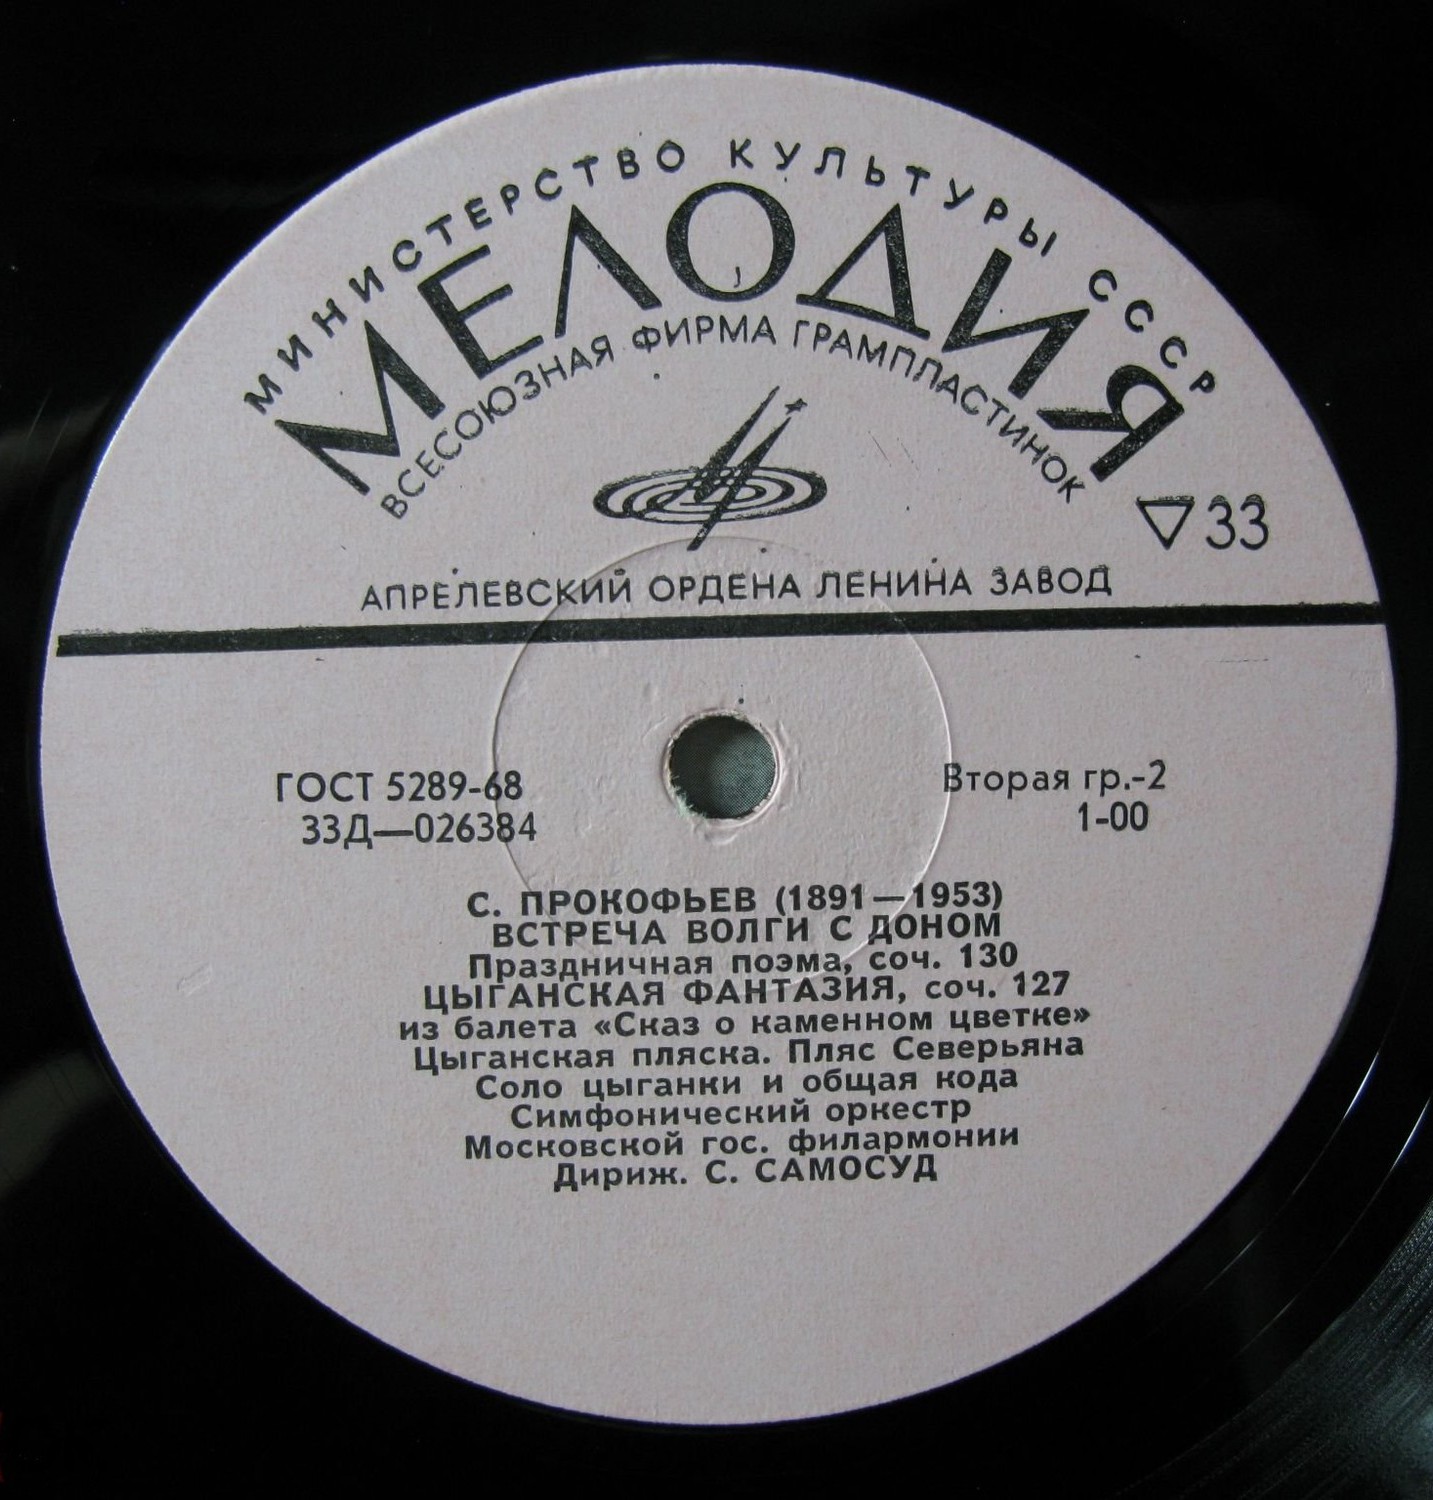 МИНИСТЕРСТВО КУЛЬТУРЫ СССР
МЕЛОДИЯ
ВСЕСОЮЗНАЯ ФИРМА ГРАМПЛАСТИНОК
33
АПРЕЛЕВСКИЙ ОРДЕНА ЛЕНИНА ЗАВОД
ГОСТ 5289-68
33Д—026384
Вторая гр.-2
1-00
С. ПРОКОФЬЕВ (1891—1953)
ВСТРЕЧА ВОЛГИ С ДОНОМ
Праздничная поэма, соч. 130
ЦЫГАНСКАЯ ФАНТАЗИЯ, соч. 127
из балета «Сказ о каменном цветке»
Цыганская пляска. Пляс Северьяна
Соло цыганки и общая кода
Симфонический оркестр
Московской гос. филармонии
Дириж. С. САМОСУД